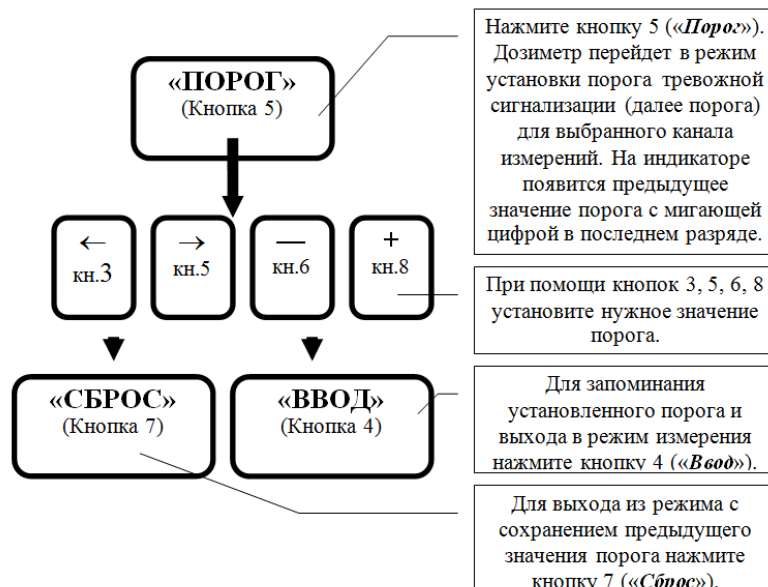 «ПОРОГ»
(Кнопка 5)
←
кн.3
→
кн.5
—
кн.6
+
кн.8
«СБРОС»
(Кнопка 7)
«ВВОД»
(Кнопка 4)
Нажмите кнопку 5 («Порог»).
Дозиметр перейдет в режим
установки порога тревожной
сигнализации (далее порога)
для выбранного канала
измерений. На индикаторе
появится предыдущее
значение порога с мигающей
цифрой в последнем разряде.
При помощи кнопок 3, 5, 6, 8
установите нужное значение
порога.
Для запоминания
установленного порога и
выхода в режим измерения
нажмите кнопку 4 («Ввод»).
Для выхода из режима с
сохранением предыдущего
значения порога нажмите
кнопку 7 («Сброс»).